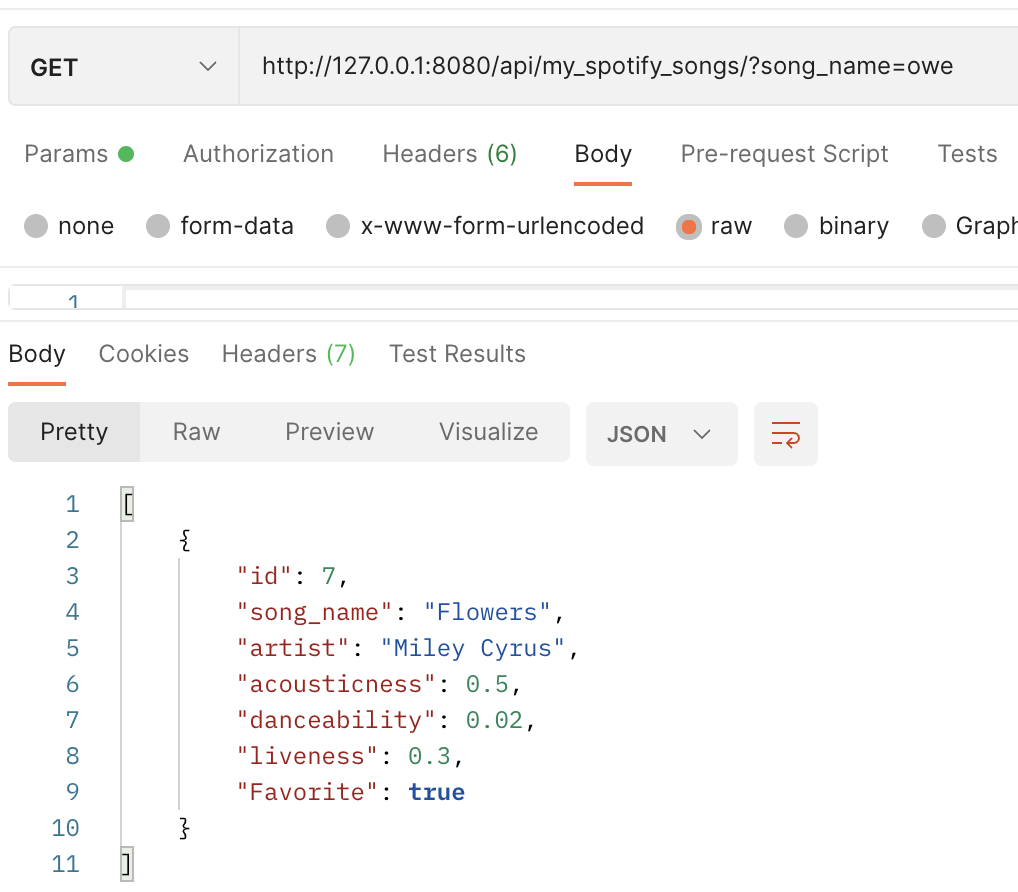 GET http://127.0.0.1:8080/api/my_spotify_songs/?song_name=owe
Params Authorization Headers (6) Body Pre-request Script Tests
none form-data x-www-form-urlencoded raw binary Graph
1
Body Cookies Headers (7) Test Results
Pretty Raw Preview Visualize JSON
1 [
2 {
3 "id": 7,
4 "song_name": "Flowers",
5 "artist": "Miley Cyrus",
6 "acousticness": 0.5,
7 "danceability": 0.02,
8 "liveness": 0.3,
9 "Favorite": true
10 }
11 ]